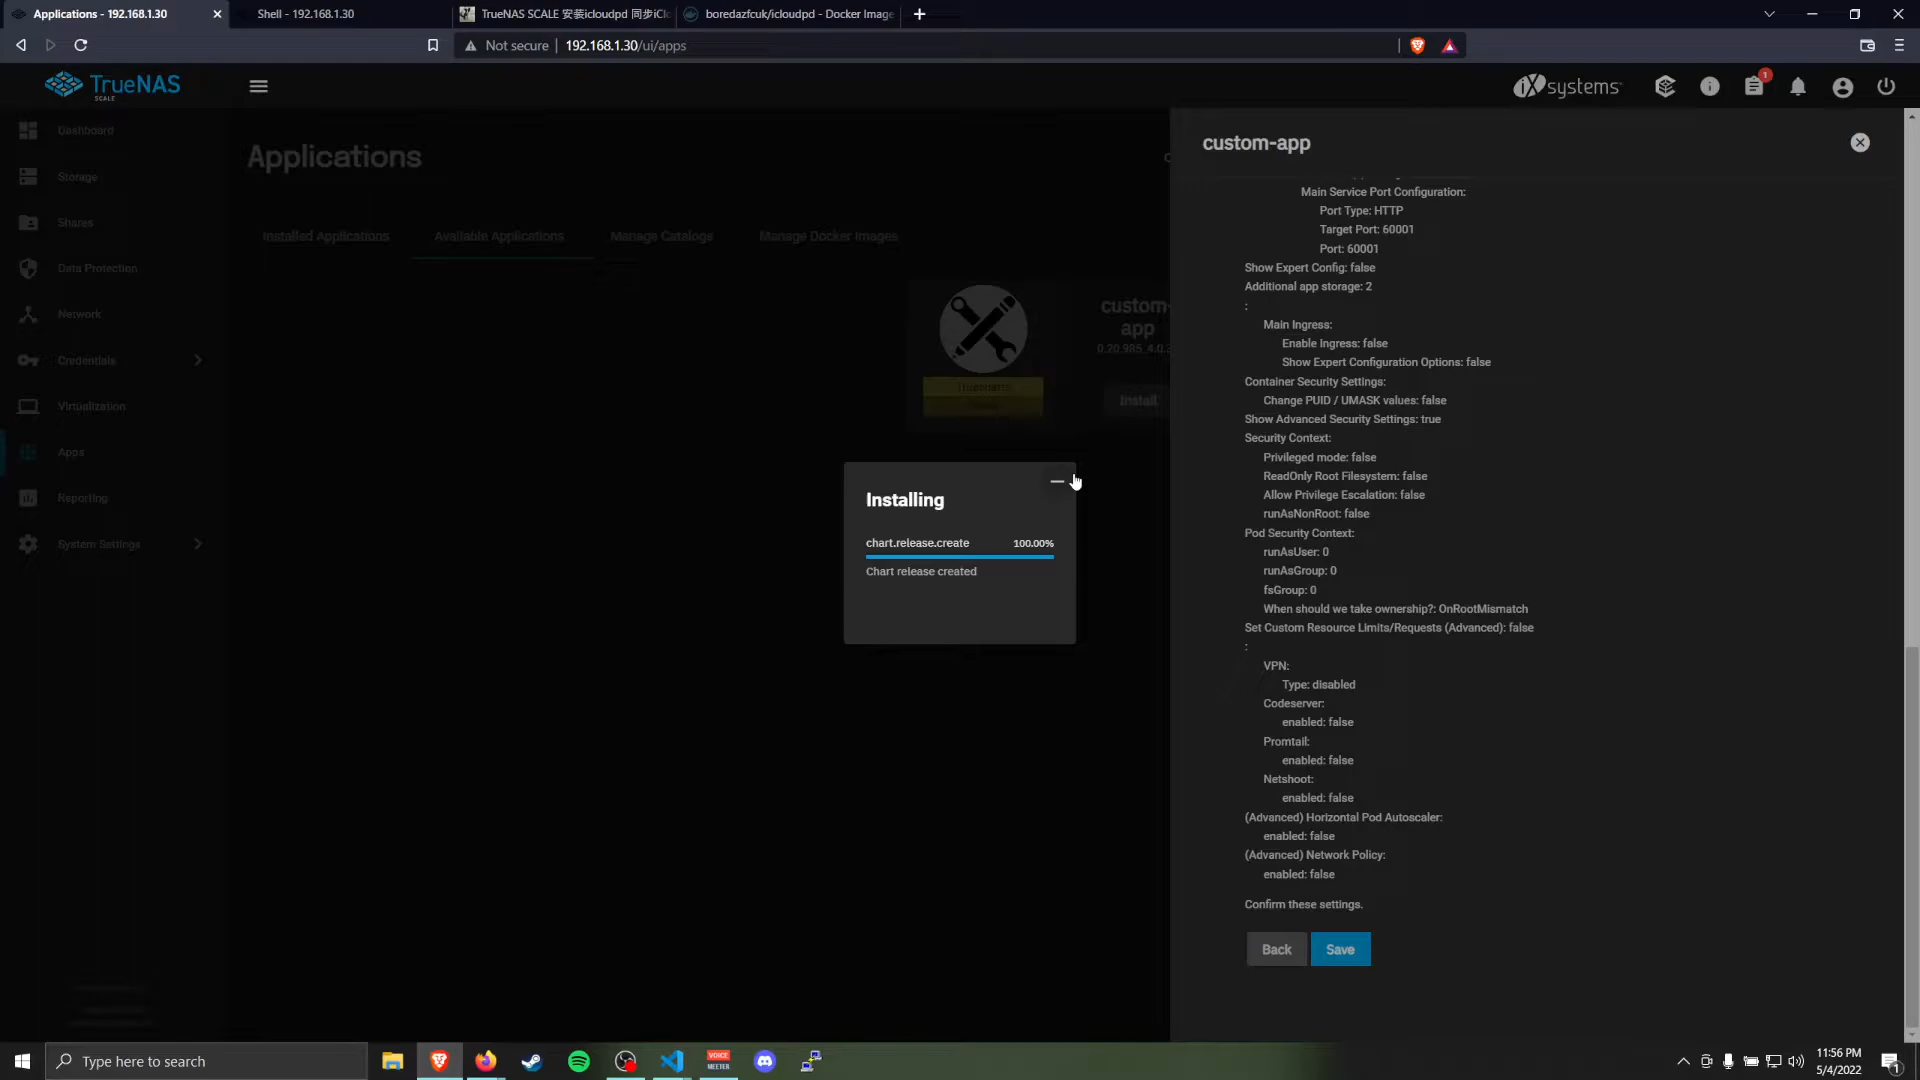 Applications - 192.168.1.30
Shell - 192.168.1.30
TrueNAS SCALE 安装icloudpd 同步iClo
boredazfcuk/icloudpd - Docker Image
Not secure
192.168.1.30/ui/apps
TrueNAS
SCALE
iXsystems
1
Dashboard
Storage
Shares
Data Protection
Network
Credentials
Virtualization
Apps
Reporting
System Settings
Applications
Installed Applications
Available Applications
Manage Catalogs
Manage Docker Images
custom-
app
Install
Installing
chart.release.create 100.00%
Chart release created
custom-app
Main Service Port Configuration:
Port Type: HTTP
Target Port: 60001
Port: 60001
Show Expert Config: false
Additional app storage: 2
:
Main Ingress:
Enable Ingress: false
Show Expert Configuration Options: false
Container Security Settings:
Change PUID / UMASK values: false
Show Advanced Security Settings: true
Security Context:
Privileged mode: false
ReadOnly Root Filesystem: false
Allow Privilege Escalation: false
runAsNonRoot: false
Pod Security Context:
runAsUser: 0
runAsGroup: 0
fsGroup: 0
When should we take ownership?: OnRootMismatch
Set Custom Resource Limits/Requests (Advanced): false
:
VPN:
Type: disabled
Codeserver:
enabled: false
Promtail:
enabled: false
Netshoot:
enabled: false
(Advanced) Horizontal Pod Autoscaler:
enabled: false
(Advanced) Network Policy:
enabled: false
Confirm these settings.
Back
Save
Type here to search
VOICE
MEETER
11:56 PM
5/4/2022
1